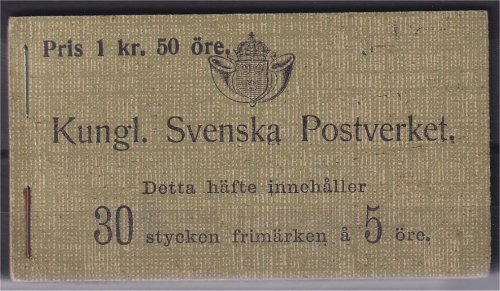 Pris 1 kr. 50 öre.
Kungl. Svenska Postverket.
Detta häfte innehåller
30 stycken frimärken å 5 öre.